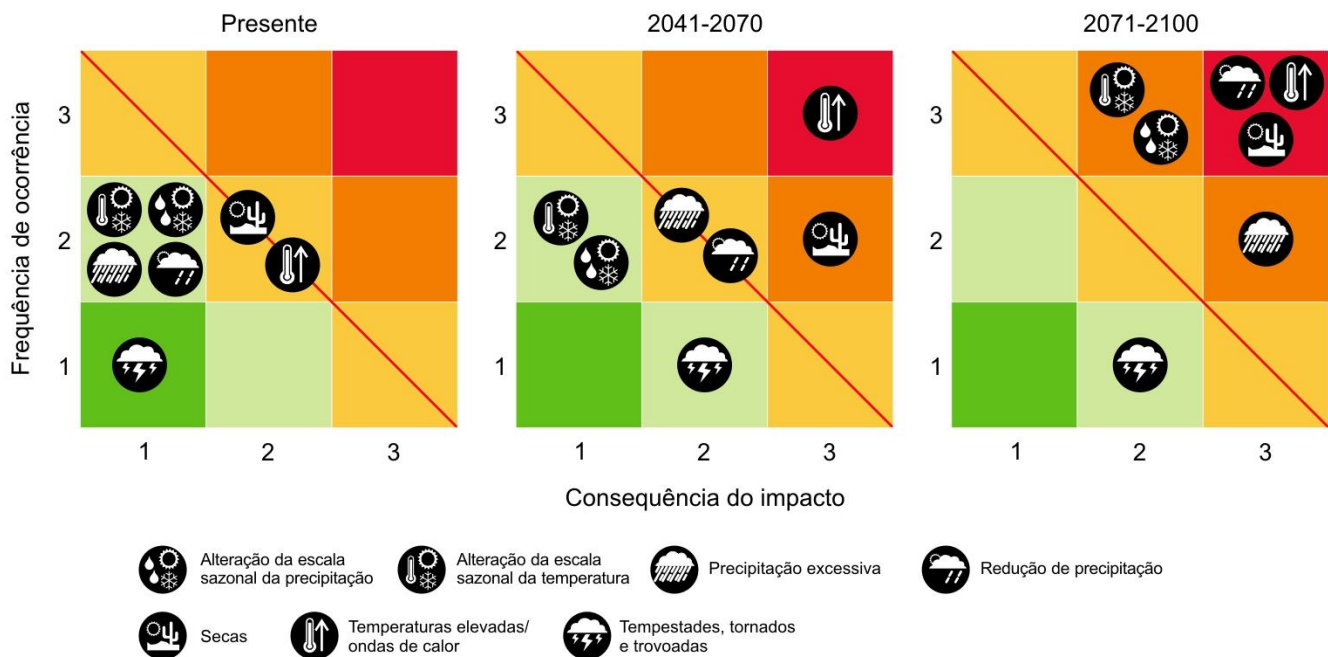 Presente
2041-2070
2071-2100
Frequência de ocorrência
3
2
1
1
2
3
3
2
1
1
2
3
3
2
1
1
2
3
Consequência do impacto
Alteração da escala
sazonal da precipitação
Alteração da escala
sazonal da temperatura
Precipitação excessiva
Redução de precipitação
Secas
Temperaturas elevadas/
ondas de calor
Tempestades, tornados
e trovoadas